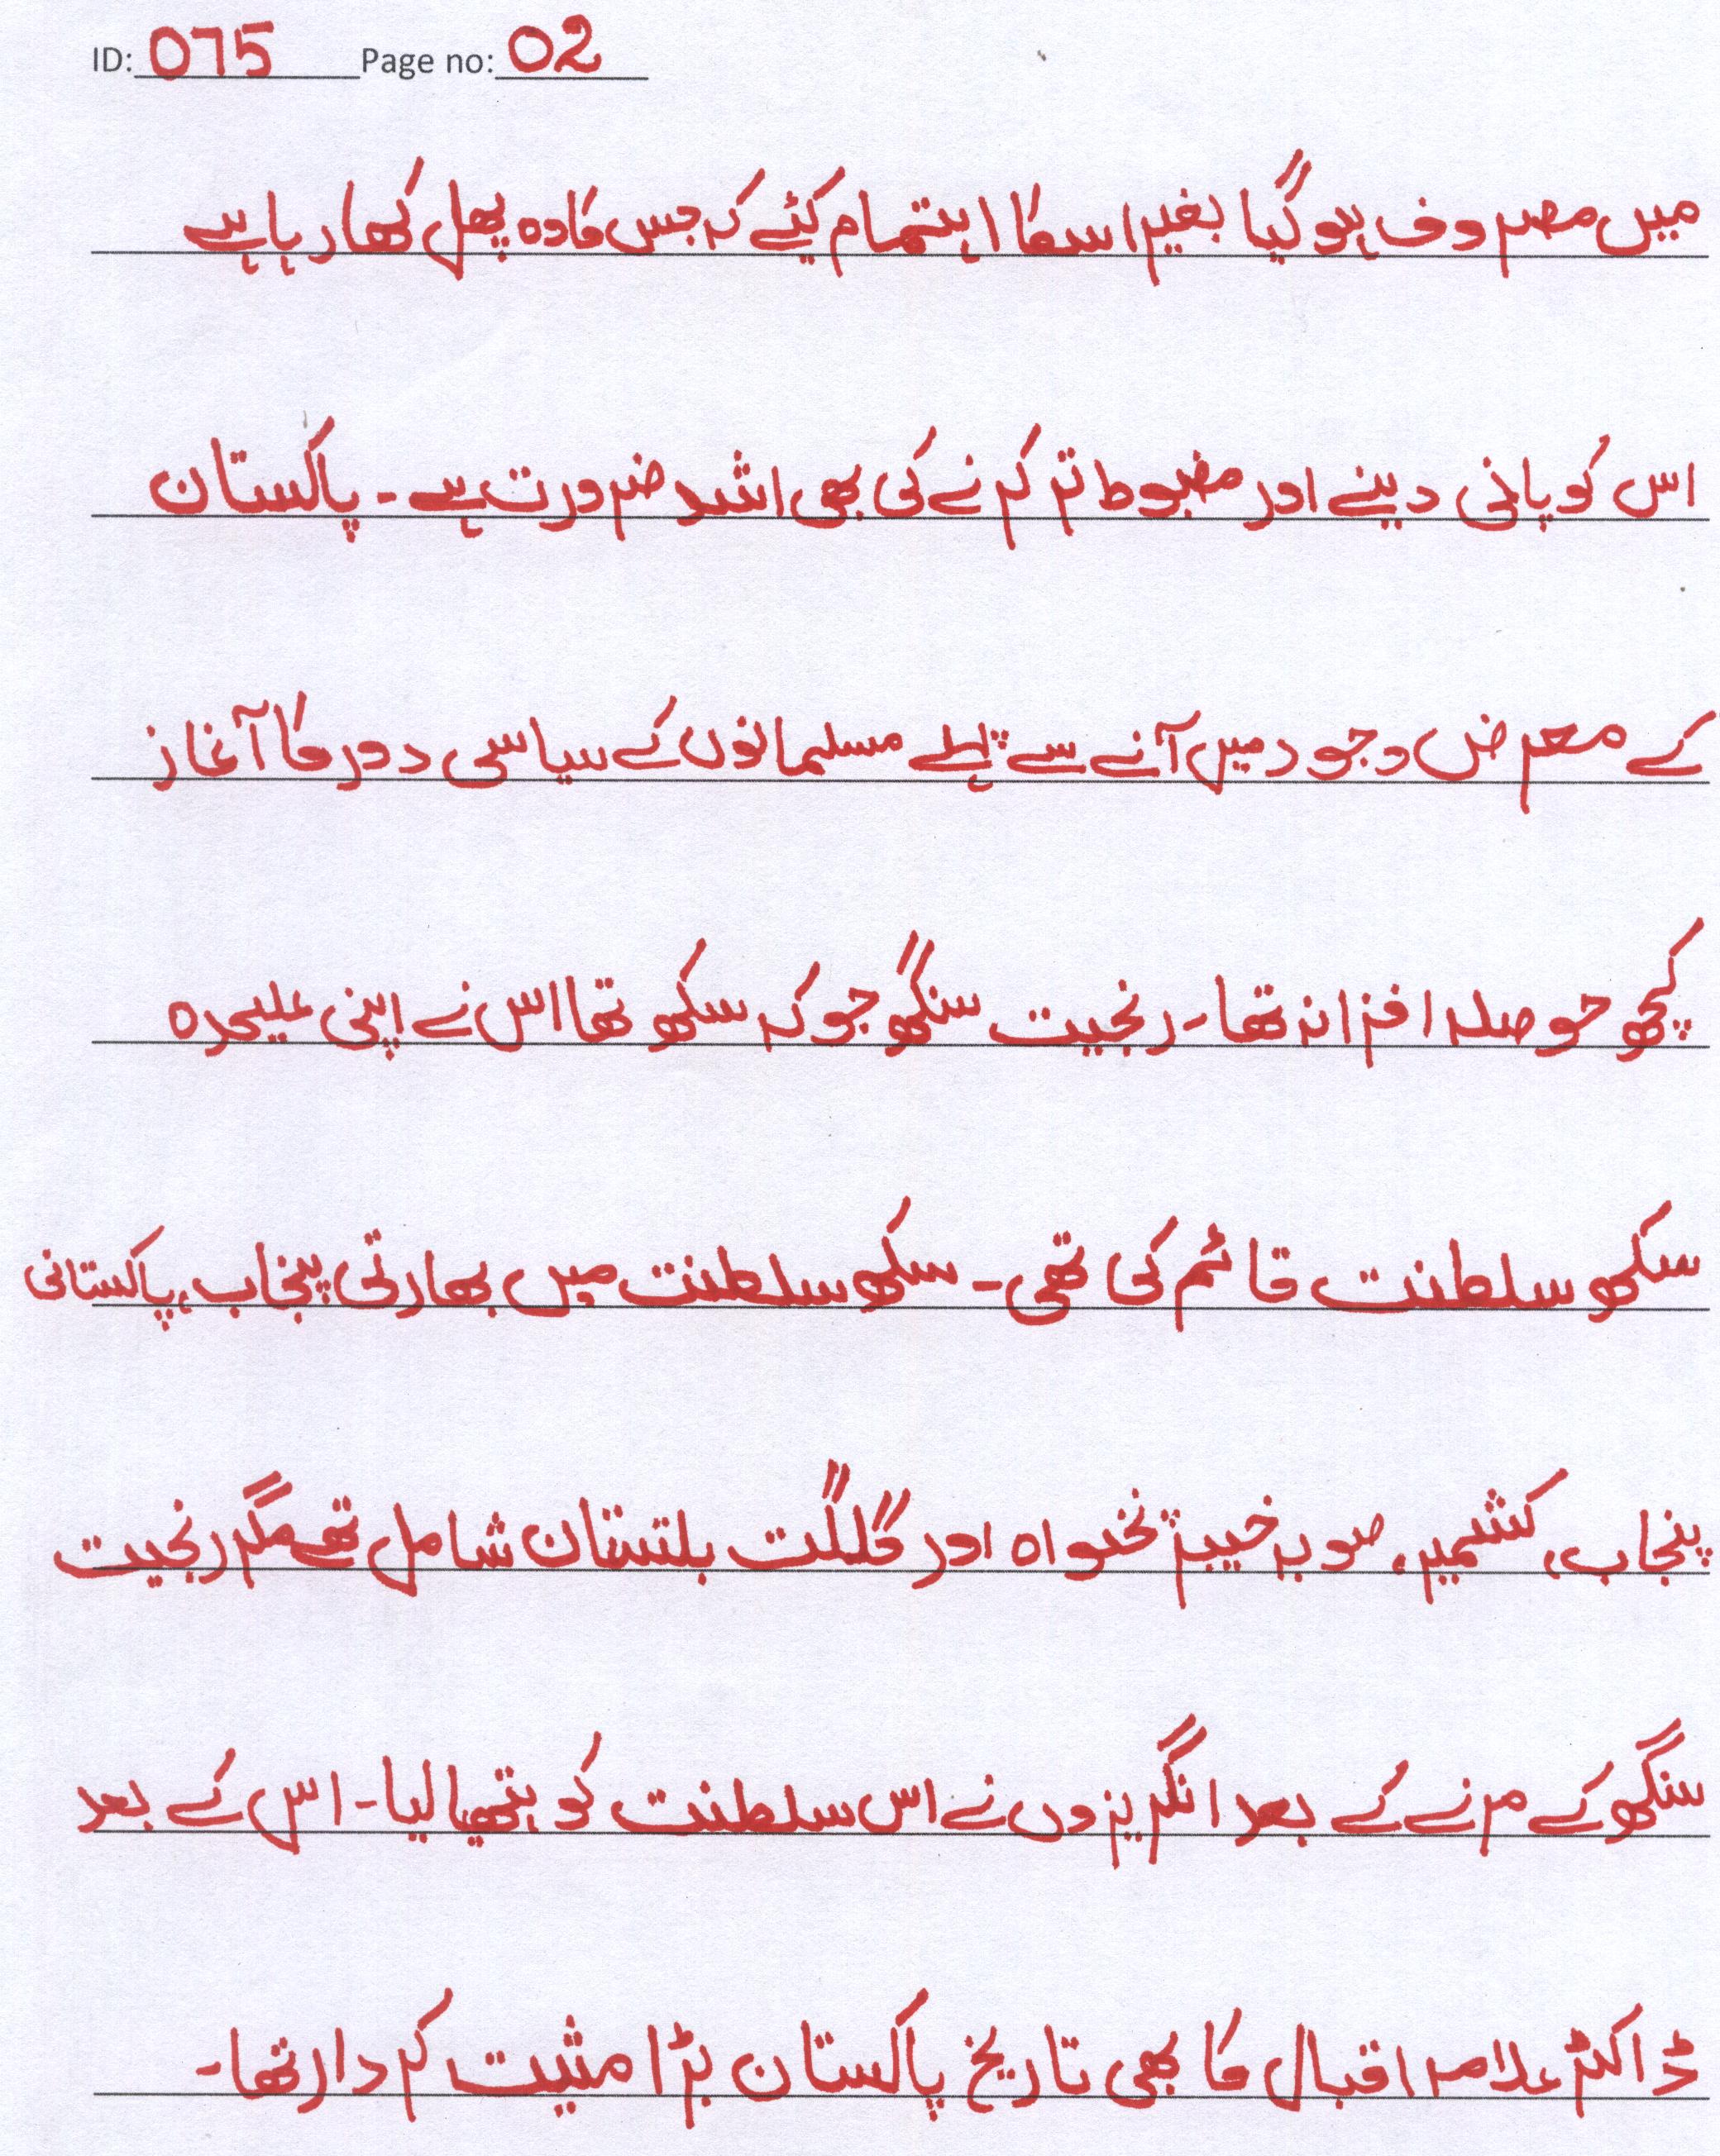 ID: 075 Page no: 02
میں مصروف ہو گیا بغیر اسکا اہتمام کیئے کہ جس کا وہ پھل کھا رہا ہے
اس کو پانی دینے اور مضبوط تر کرنے کی بھی اشد ضرورت ہے۔ پاکستان
کے معرض وجود میں آنے سے پہلے مسلمانوں کے سیاسی دور کا آغاز
کچھ حوصلہ افزا نہ تھا۔ رنجیت سنگھ جو کہ سکھ تھا اس نے اپنی علیحدہ
سکھ سلطنت قائم کی تھی۔ سکھ سلطنت میں بھارتی پنجاب، پاکستانی
پنجاب، کشمیر، صوبہ خیبر پختواہ اور گلگت بلتستان شامل تھے مگر رنجیت
سنگھ کے مرنے کے بعد انگریزوں نے اس سلطنت کو ہتھیا لیا۔ اس کے بعد
ڈاکٹر علامہ اقبال کا بھی تاریخ پاکستان بڑا مثبت کردار تھا۔